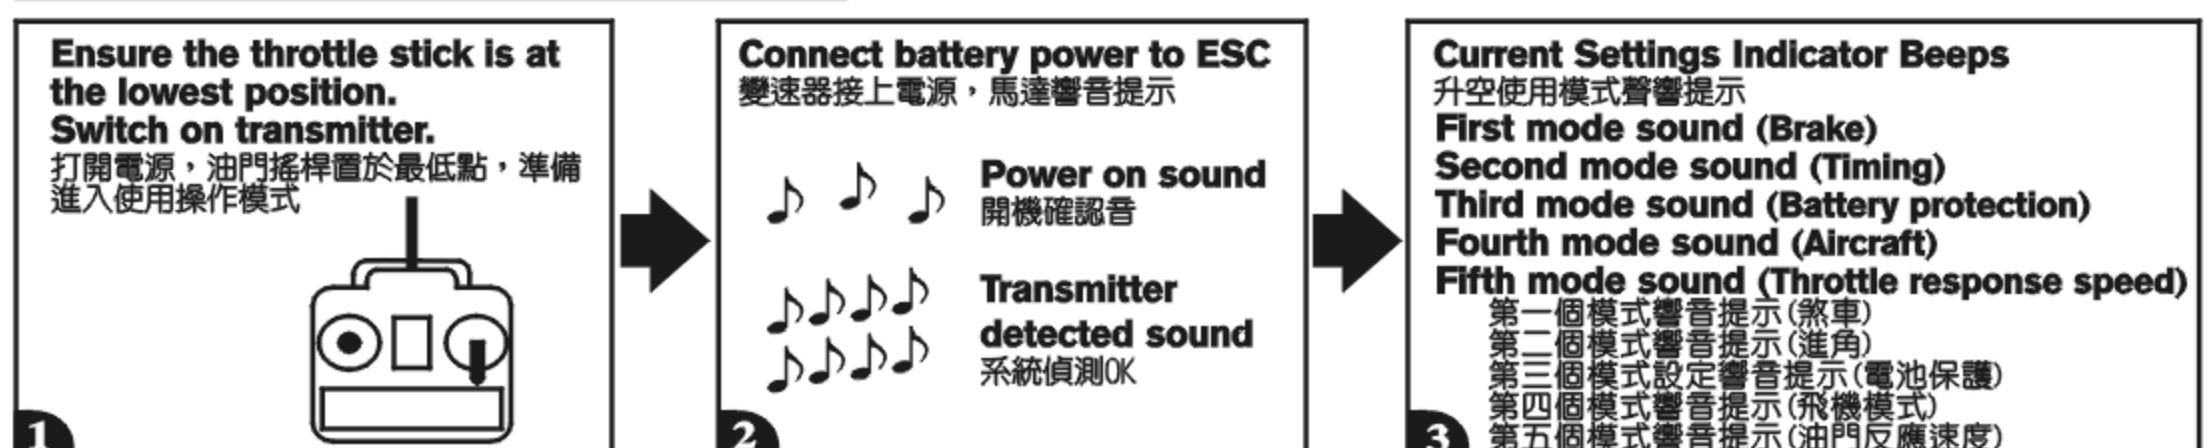 Ensure the throttle stick is at
the lowest position.
Switch on transmitter.
打開電源，油門搖桿置於最低點，準備
進入使用操作模式
1
Connect battery power to ESC
變速器接上電源，馬達響音提示
Power on sound
開機確認音
Transmitter
detected sound
系統偵測OK
2
Current Settings Indicator Beeps
升空使用模式聲響提示
First mode sound (Brake)
Second mode sound (Timing)
Third mode sound (Battery protection)
Fourth mode sound (Aircraft)
Fifth mode sound (Throttle response speed)
第一個模式響音提示(煞車)
第二個模式響音提示(進角)
第三個模式設定響音提示(電池保護)
第四個模式響音提示(飛機模式)
第五個模式響音提示(油門反應速度)
3